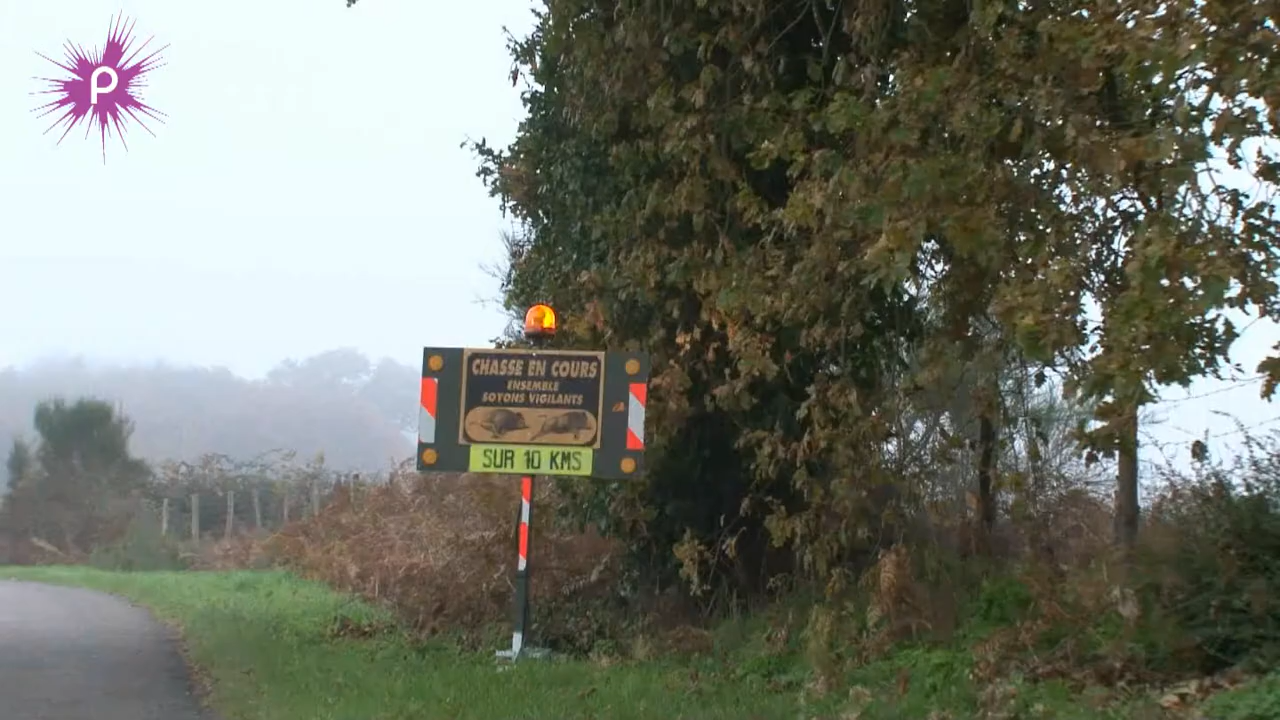 P
CHASSE EN COURS
ENSEMBLE
SOYONS VIGILANTS
SUR 10 KMS